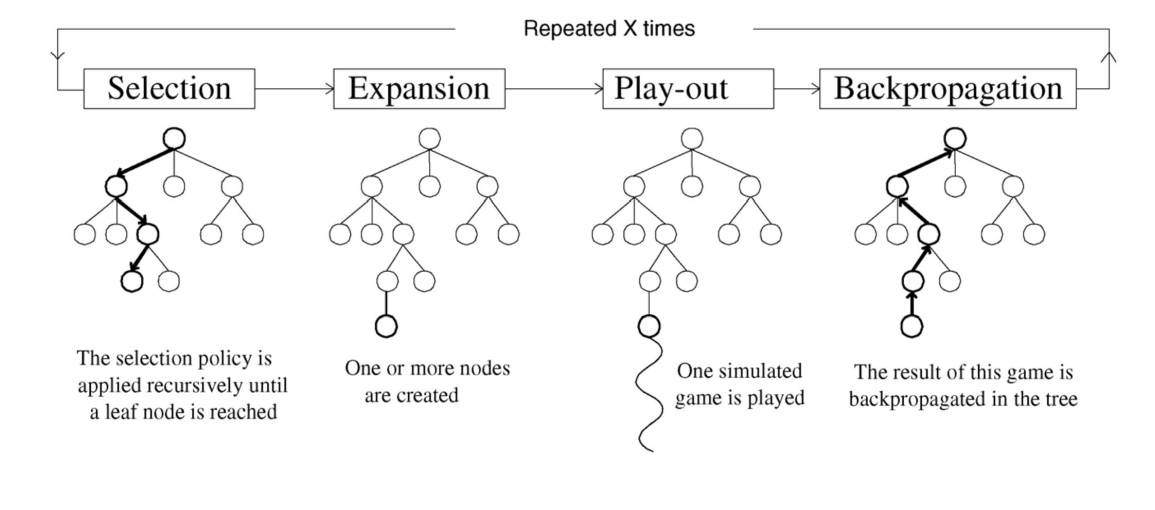 Repeated X times
Selection
Expansion
Play-out
Backpropagation
The selection policy is
applied recursively until
a leaf node is reached
One or more nodes
are created
One simulated
game is played
The result of this game is
backpropagated in the tree